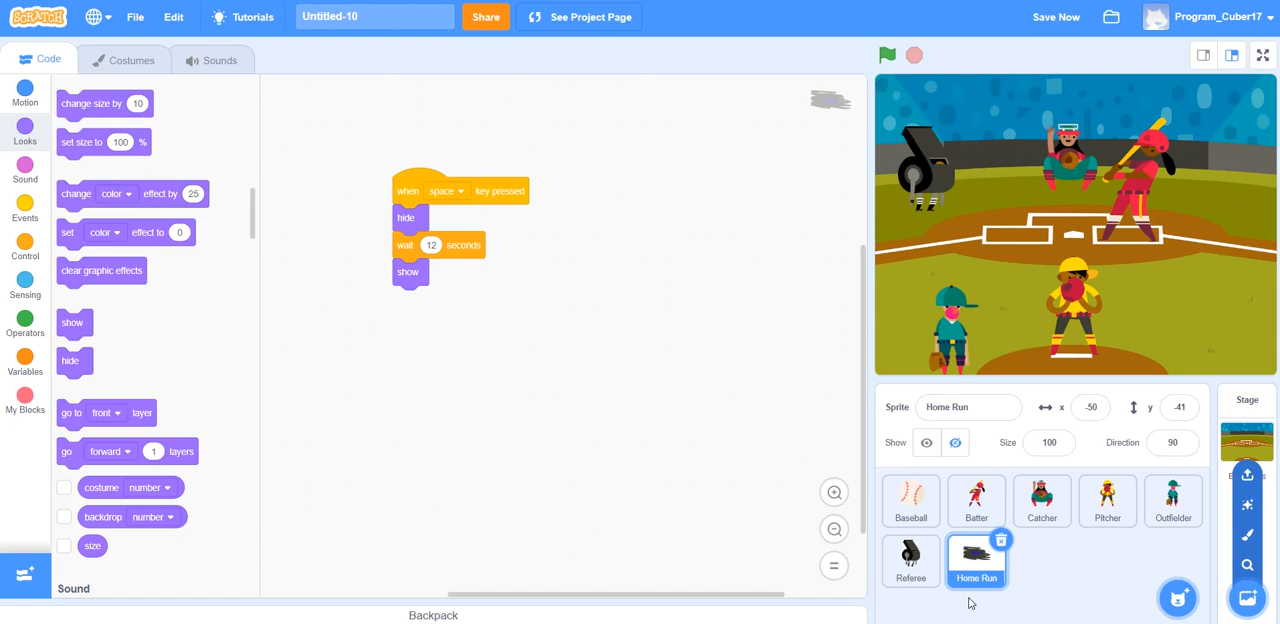 SCRATCH File Edit Tutorials Untitled-10 Share See Project Page Save Now Program_Cuber17
Code Costumes Sounds
Motion
Looks
Sound
Events
Control
Sensing
Operators
Variables
My Blocks
change size by 10
set size to 100 %
change color effect by 25
set color effect to 0
clear graphic effects
show
hide
go to front layer
go forward 1 layers
costume number
backdrop number
size
Sound
when space key pressed
hide
wait 12 seconds
show
Backpack
Sprite Home Run x -50 y -41
Show Size 100 Direction 90
Baseball Batter Catcher Pitcher Outfielder
Referee Home Run
Stage